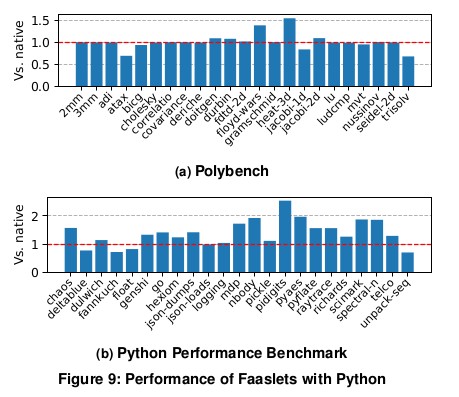 1.5
1.0
0.5
0.0
Vs. native
2mm
3mm
adi
atax
bicg
cholesky
correlatio
covariance
deriche
doitgen
durbin
fdtd-2d
floyd-wars
gramschmid
heat-3d
jacobi-1d
jacobi-2d
lu
ludcmp
mvt
nussinov
seidel-2d
trisolv
(a) Polybench
2
1
0
Vs. native
chaos
deltablue
dulwich
fannkuch
float
genshi
go
hexiom
json-dumps
json-loads
logging
mdp
nbody
pickle
pidigits
pyaes
pyflate
raytrace
richards
scimark
spectral-n
telco
unpack-seq
(b) Python Performance Benchmark
Figure 9: Performance of Faaslets with Python